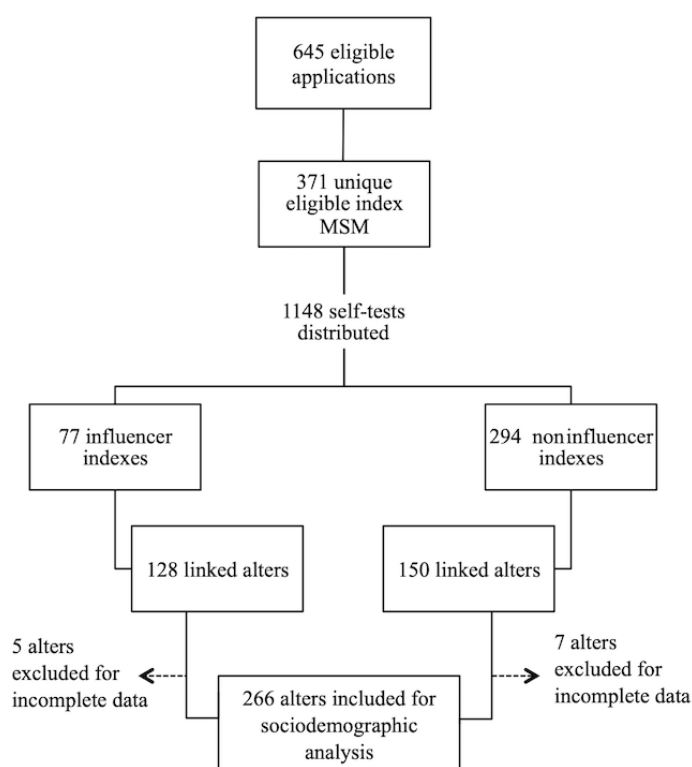 645 eligible
applications
371 unique
eligible index
MSM
1148 self-tests
distributed
77 influencer
indexes
294 noninfluencer
indexes
128 linked alters
150 linked alters
5 alters
excluded for
incomplete data
7 alters
excluded for
incomplete data
266 alters included for
sociodemographic
analysis